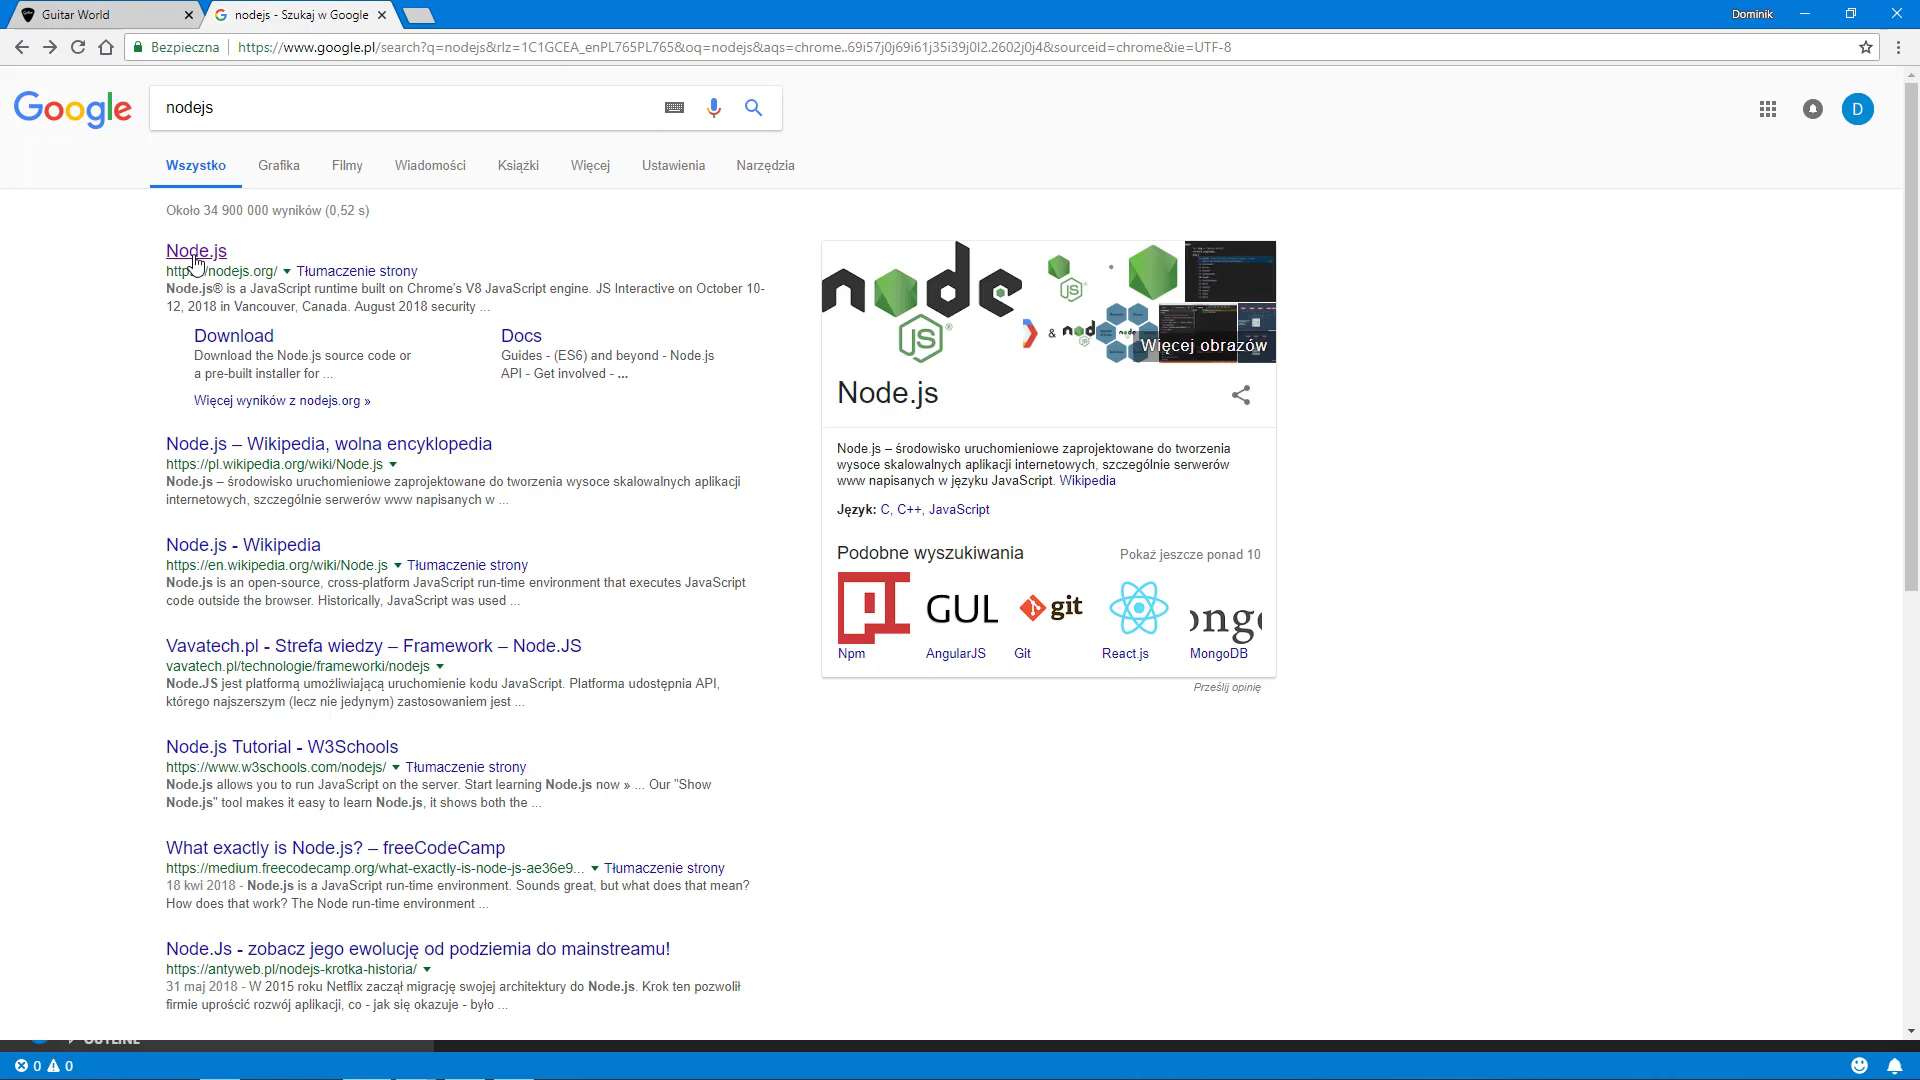 Guitar World
nodejs - Szukaj w Google
Dominik
Bezpieczna
https://www.google.pl/search?q=nodejs&rlz=1C1GCEA_enPL765PL765&oq=nodejs&aqs=chrome..69i57j0j69i61j35i39j0l2.2602j0j4&sourceid=chrome&ie=UTF-8
Google
nodejs
D
Wszystko
Grafika
Filmy
Wiadomości
Książki
Więcej
Ustawienia
Narzędzia
Około 34 900 000 wyników (0,52 s)
Node.js
https://nodejs.org/ Tłumaczenie strony
Node.js® is a JavaScript runtime built on Chrome's V8 JavaScript engine. JS Interactive on October 10-
12, 2018 in Vancouver, Canada. August 2018 security ...
Download
Download the Node.js source code or
a pre-built installer for ...
Docs
Guides - (ES6) and beyond - Node.js
API - Get involved - ...
Więcej wyników z nodejs.org »
Node.js – Wikipedia, wolna encyklopedia
https://pl.wikipedia.org/wiki/Node.js
Node.js – środowisko uruchomieniowe zaprojektowane do tworzenia wysoce skalowalnych aplikacji
internetowych, szczególnie serwerów www napisanych w ...
Node.js - Wikipedia
https://en.wikipedia.org/wiki/Node.js Tłumaczenie strony
Node.js is an open-source, cross-platform JavaScript run-time environment that executes JavaScript
code outside the browser. Historically, JavaScript was used ...
Vavatech.pl - Strefa wiedzy – Framework – Node.JS
vavatech.pl/technologie/frameworki/nodejs
Node.JS jest platformą umożliwiającą uruchomienie kodu JavaScript. Platforma udostępnia API,
którego najszerszym (lecz nie jedynym) zastosowaniem jest ...
Node.js Tutorial - W3Schools
https://www.w3schools.com/nodejs/ Tłumaczenie strony
Node.js allows you to run JavaScript on the server. Start learning Node.js now » ... Our "Show
Node.js" tool makes it easy to learn Node.js, it shows both the ...
What exactly is Node.js? – freeCodeCamp
https://medium.freecodecamp.org/what-exactly-is-node-js-ae36e9... Tłumaczenie strony
18 kwi 2018 - Node.js is a JavaScript run-time environment. Sounds great, but what does that mean?
How does that work? The Node run-time environment ...
Node.Js - zobacz jego ewolucję od podziemia do mainstreamu!
https://antyweb.pl/nodejs-krotka-historia/
31 maj 2018 - W 2015 roku Netflix zaczął migrację swojej architektury do Node.js. Krok ten pozwolił
firmie uprościć rozwój aplikacji, co - jak się okazuje - było ...
node
JS
JS
& node
node
Więcej obrazów
Node.js
Node.js – środowisko uruchomieniowe zaprojektowane do tworzenia
wysoce skalowalnych aplikacji internetowych, szczególnie serwerów
www napisanych w języku JavaScript. Wikipedia
Język: C, C++, JavaScript
Podobne wyszukiwania
Pokaż jeszcze ponad 10
GUL
git
ongo
Npm
AngularJS
Git
React.js
MongoDB
Prześlij opinię
OUTLINE
0
0